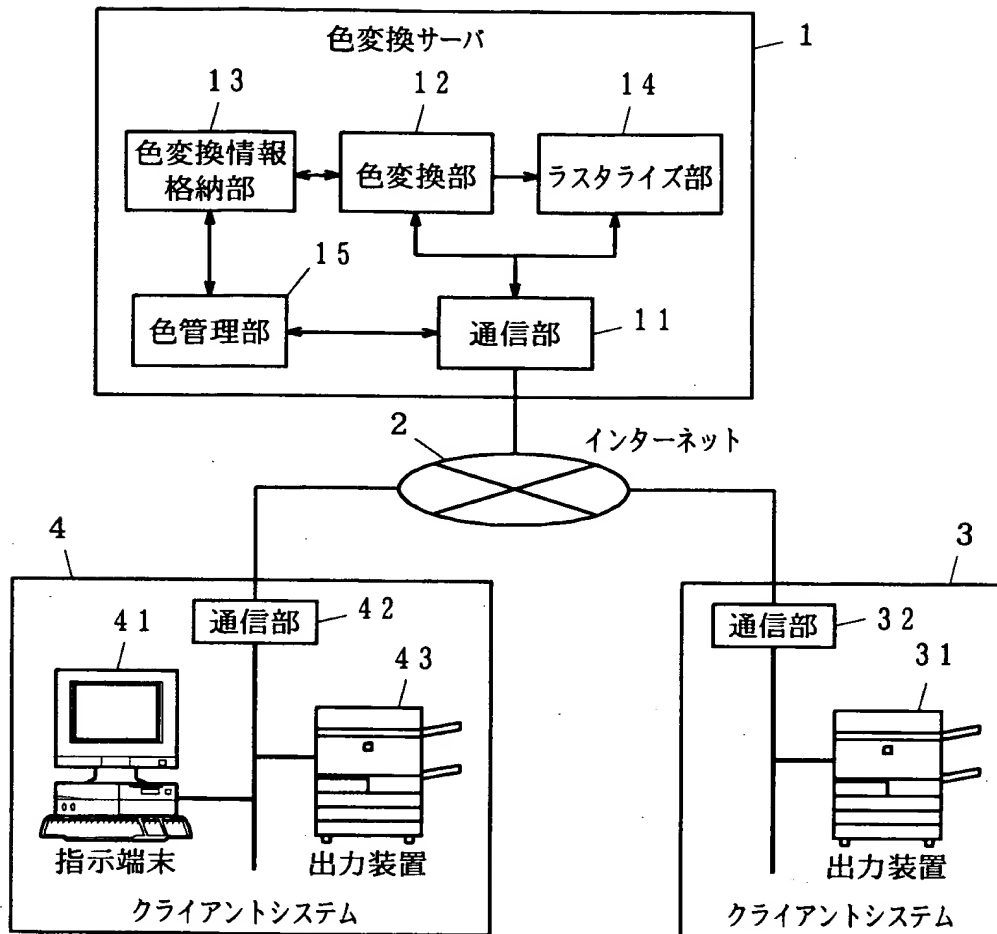 色変換サーバ
1
13
12
14
色変換情報
格納部
色変換部
ラスタライズ部
15
色管理部
通信部
11
2
インターネット
4
3
41
通信部
42
43
通信部
32
31
指示端末
出力装置
出力装置
クライアントシステム
クライアントシステム